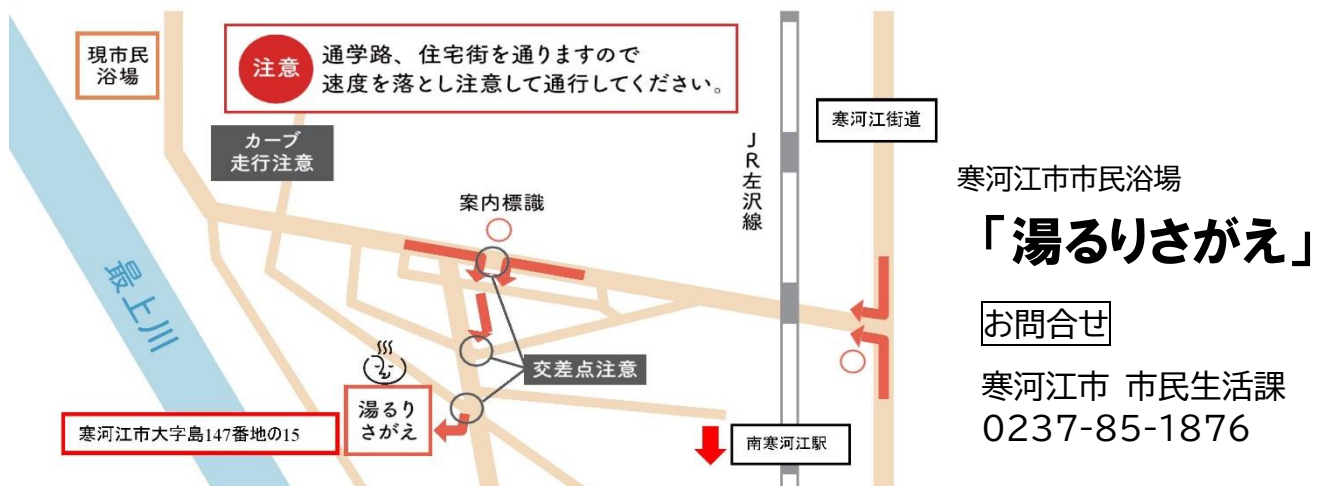 現市民
浴場
注意
通学路、住宅街を通りますので
速度を落とし注意して通行してください。
カーブ
走行注意
案内標識
JR左沢線
寒河江街道
最上川
交差点注意
湯るり
さがえ
寒河江市大字島147番地の15
南寒河江駅
寒河江市市民浴場
「湯るりさがえ」
お問合せ
寒河江市 市民生活課
0237-85-1876